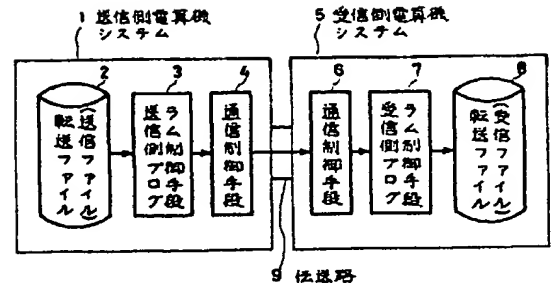 1 送信側電算機
システム
5 受信側電算機
システム
2
3
4
6
7
8
転送ファイル
(送信ファイル)
送信側プログ
ラム制御手段
通信制御手段
通信制御手段
受信側プログ
ラム制御手段
転送ファイル
(受信ファイル)
9 伝送路